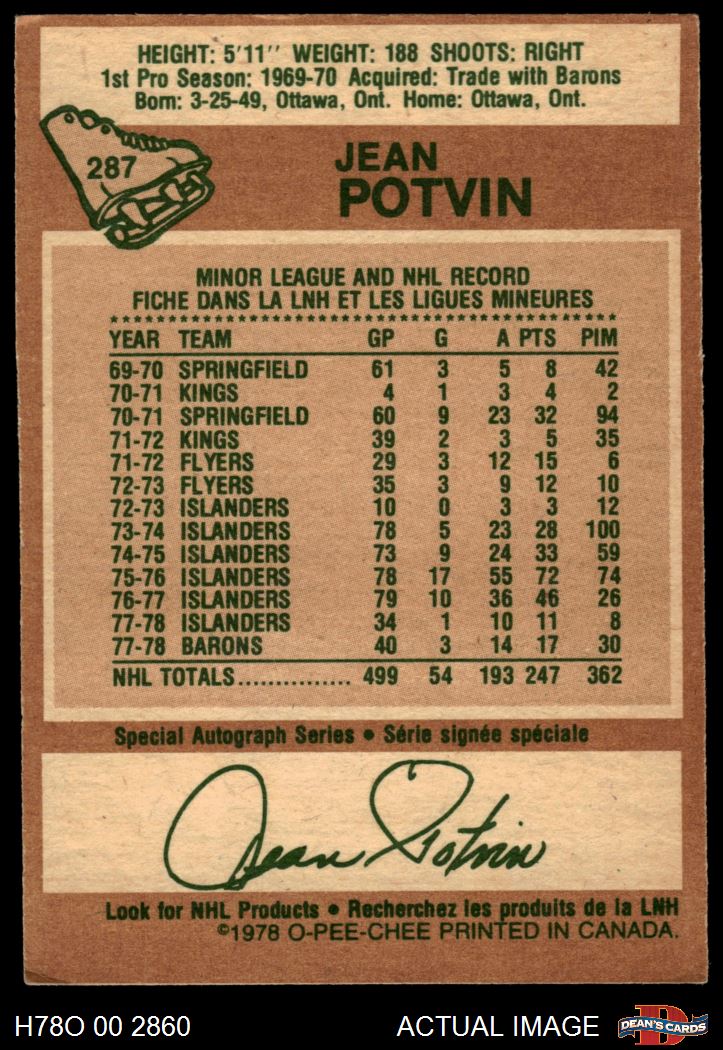 HEIGHT: 5'11'' WEIGHT: 188 SHOOTS: RIGHT
1st Pro Season: 1969-70 Acquired: Trade with Barons
Born: 3-25-49, Ottawa, Ont. Home: Ottawa, Ont.
287
JEAN
POTVIN
MINOR LEAGUE AND NHL RECORD
FICHE DANS LA LNH ET LES LIGUES MINEURES
YEAR TEAM GP G A PTS PIM
69-70 SPRINGFIELD 61 3 5 8 42
70-71 KINGS 4 1 3 4 2
70-71 SPRINGFIELD 60 9 23 32 94
71-72 KINGS 39 2 3 5 35
71-72 FLYERS 29 3 12 15 6
72-73 FLYERS 35 3 9 12 10
72-73 ISLANDERS 10 0 3 3 12
73-74 ISLANDERS 78 5 23 28 100
74-75 ISLANDERS 73 9 24 33 59
75-76 ISLANDERS 78 17 55 72 74
76-77 ISLANDERS 79 10 36 46 26
77-78 ISLANDERS 34 1 10 11 8
77-78 BARONS 40 3 14 17 30
NHL TOTALS............... 499 54 193 247 362
Special Autograph Series • Série signée spéciale
Jean Potvin
Look for NHL Products • Recherchez les produits de la LNH
©1978 O-PEE-CHEE PRINTED IN CANADA.
H78O 00 2860 ACTUAL IMAGE D DEAN'S CARDS